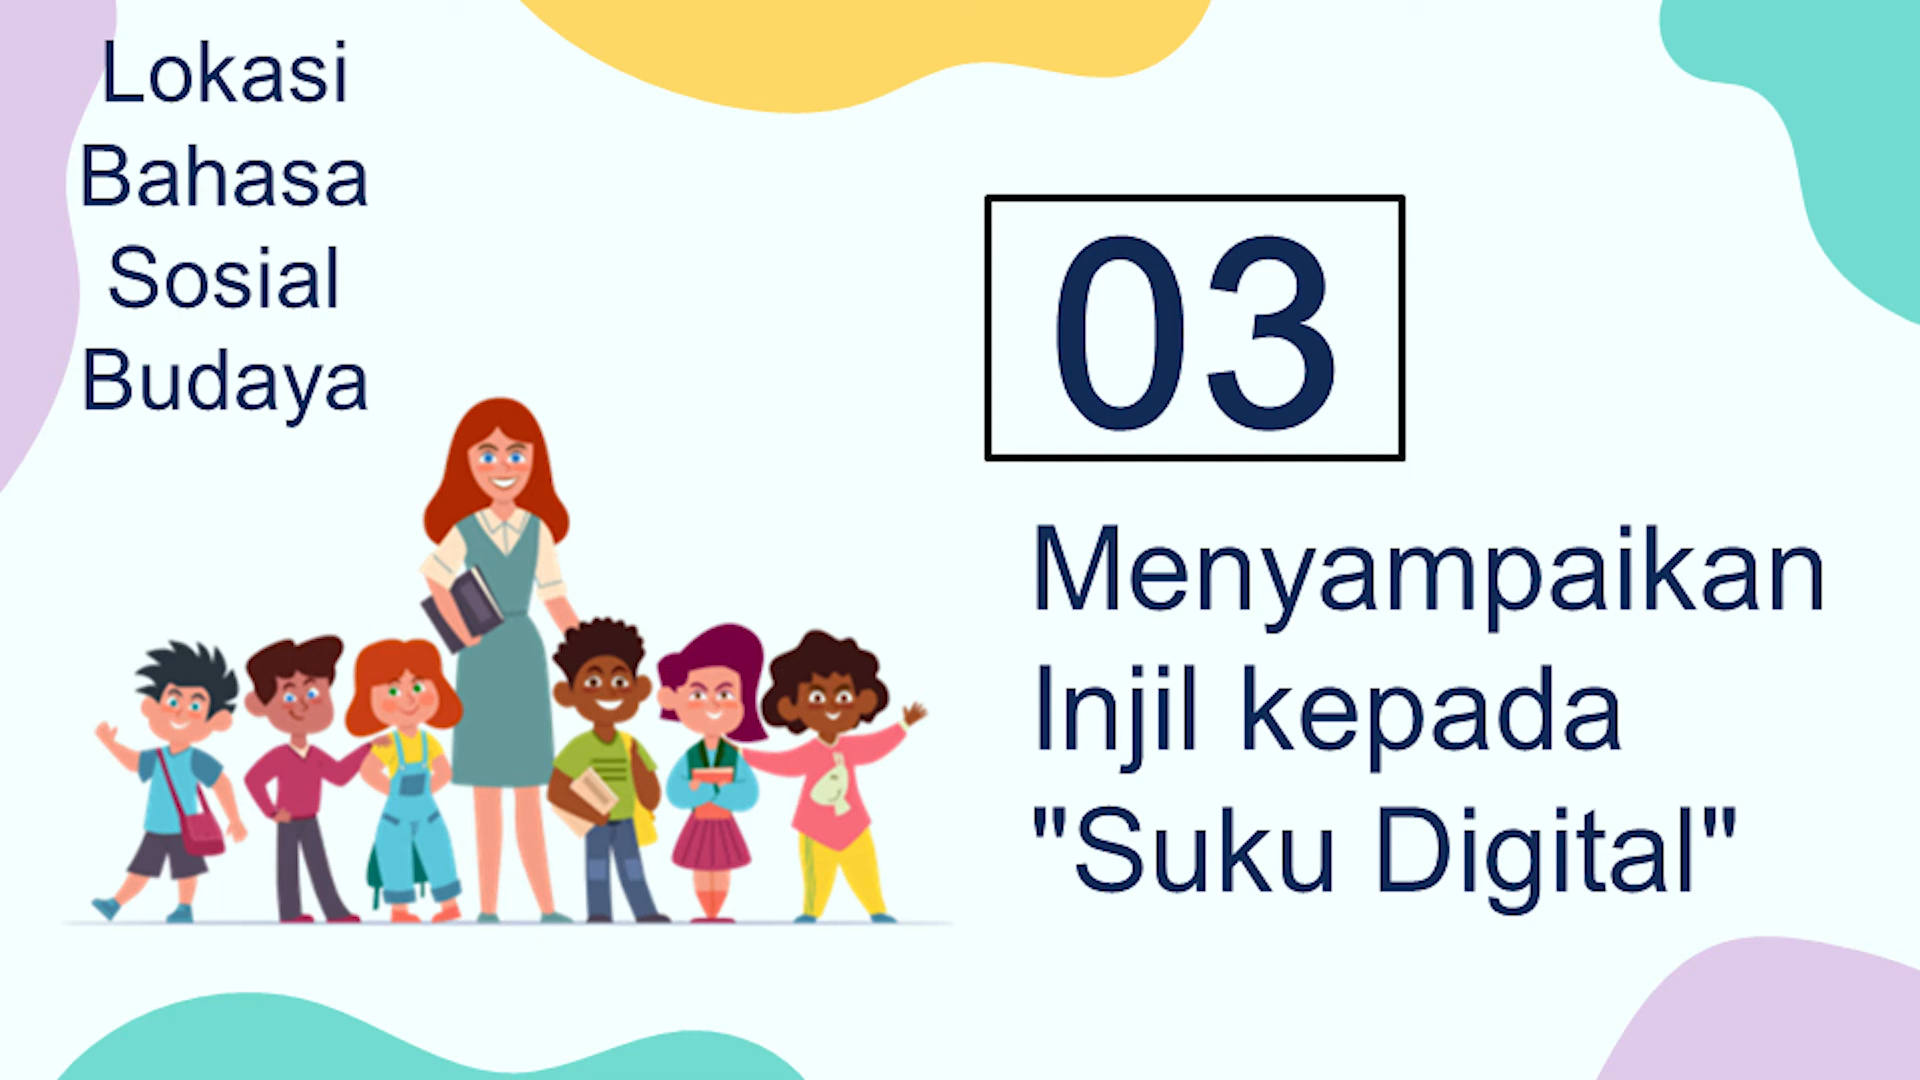 Lokasi
Bahasa
Sosial
Budaya
03
Menyampaikan
Injil kepada
"Suku Digital"